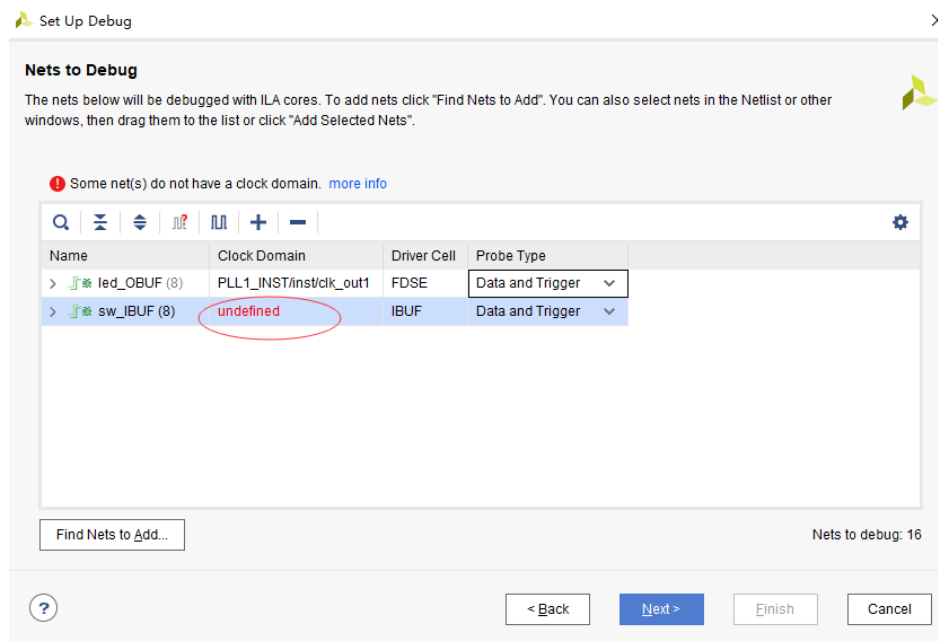 Set Up Debug
Nets to Debug
The nets below will be debugged with ILA cores. To add nets click "Find Nets to Add". You can also select nets in the Netlist or other
windows, then drag them to the list or click "Add Selected Nets".
Some net(s) do not have a clock domain. more info
Name Clock Domain Driver Cell Probe Type
led_OBUF (8) PLL1_INST/inst/clk_out1 FDSE Data and Trigger
sw_IBUF (8) undefined IBUF Data and Trigger
Find Nets to Add... Nets to debug: 16
? < Back Next > Finish Cancel